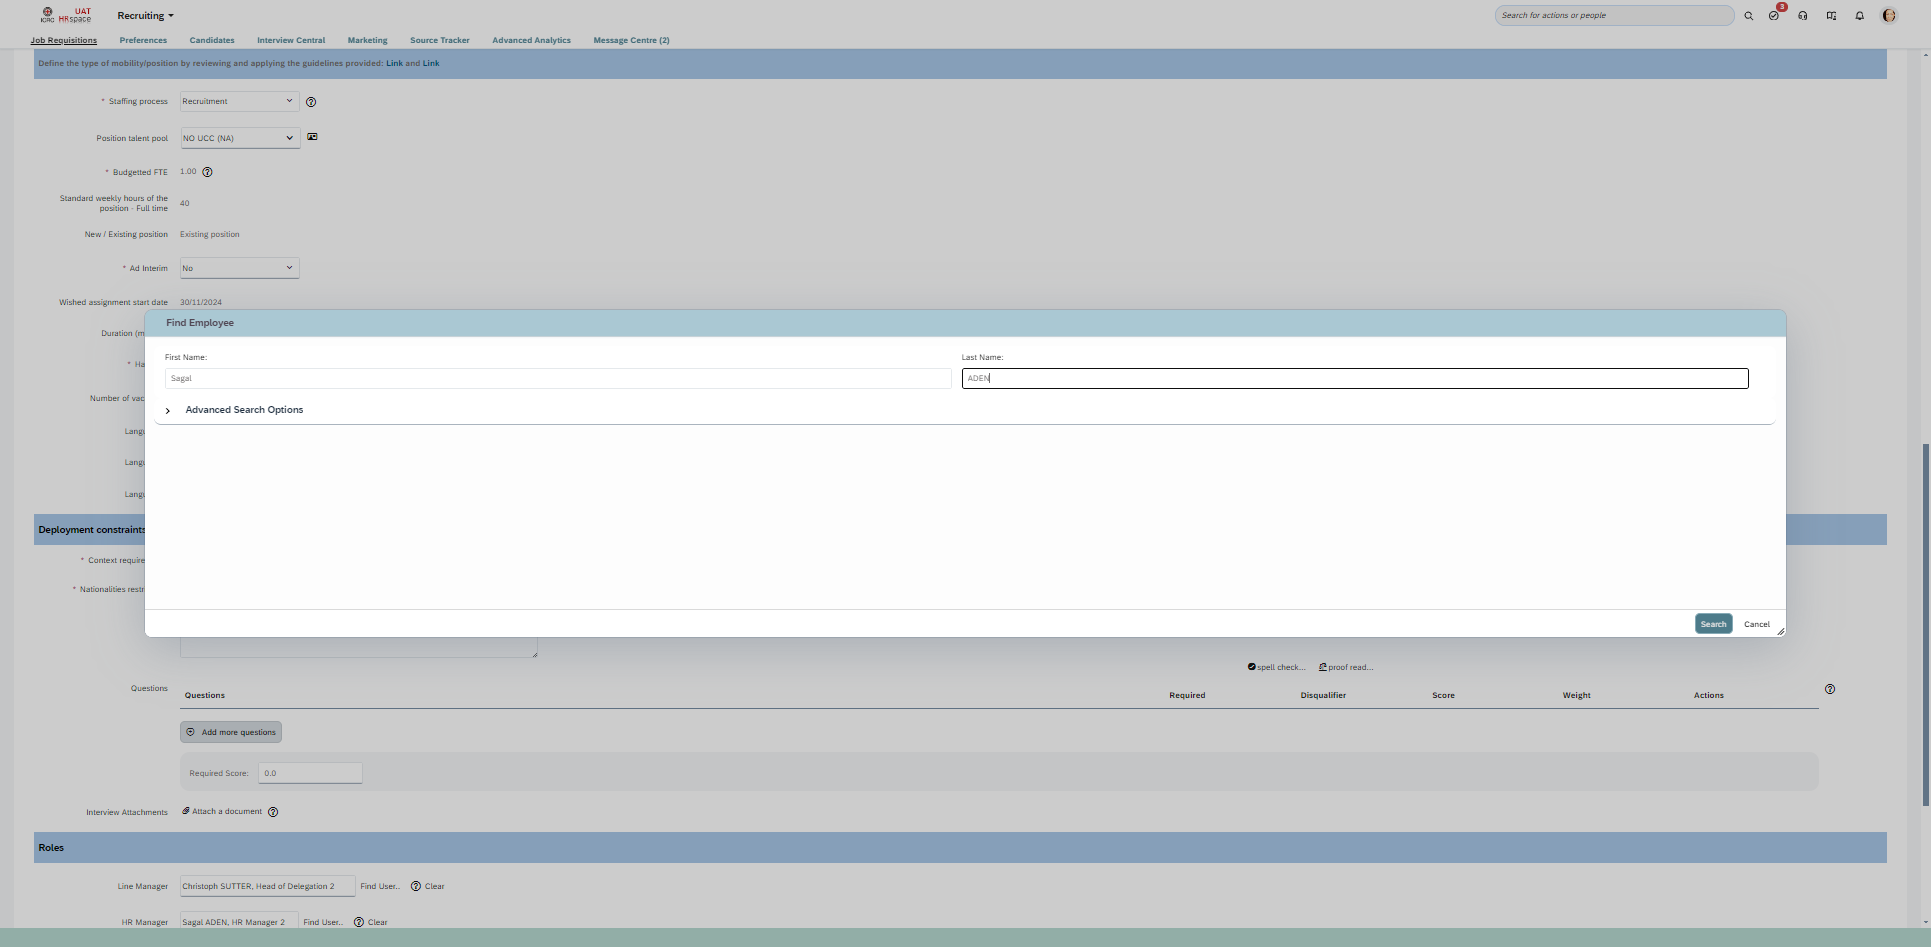 ICRC UAT HRspace Recruiting Search for actions or people 3
Job Requisitions Preferences Candidates Interview Central Marketing Source Tracker Advanced Analytics Message Centre (2)
Define the type of mobility/position by reviewing and applying the guidelines provided: Link and Link
* Staffing process Recruitment
Position talent pool NO UCC (NA)
* Budgetted FTE 1.00
Standard weekly hours of the
position - Full time 40
New / Existing position Existing position
* Ad Interim No
Wished assignment start date 30/11/2024
Find Employee
Duration (m
First Name: Last Name:
* Ha
Sagal ADEN
Number of vac
Advanced Search Options
Langu
Langu
Langu
Deployment constraints
* Context require
* Nationalities restr
Search Cancel
spell check... proof read...
Questions Questions Required Disqualifier Score Weight Actions
Add more questions
Required Score: 0.0
Interview Attachments Attach a document
Roles
Line Manager Christoph SUTTER, Head of Delegation 2 Find User.. Clear
HR Manager Sagal ADEN, HR Manager 2 Find User.. Clear